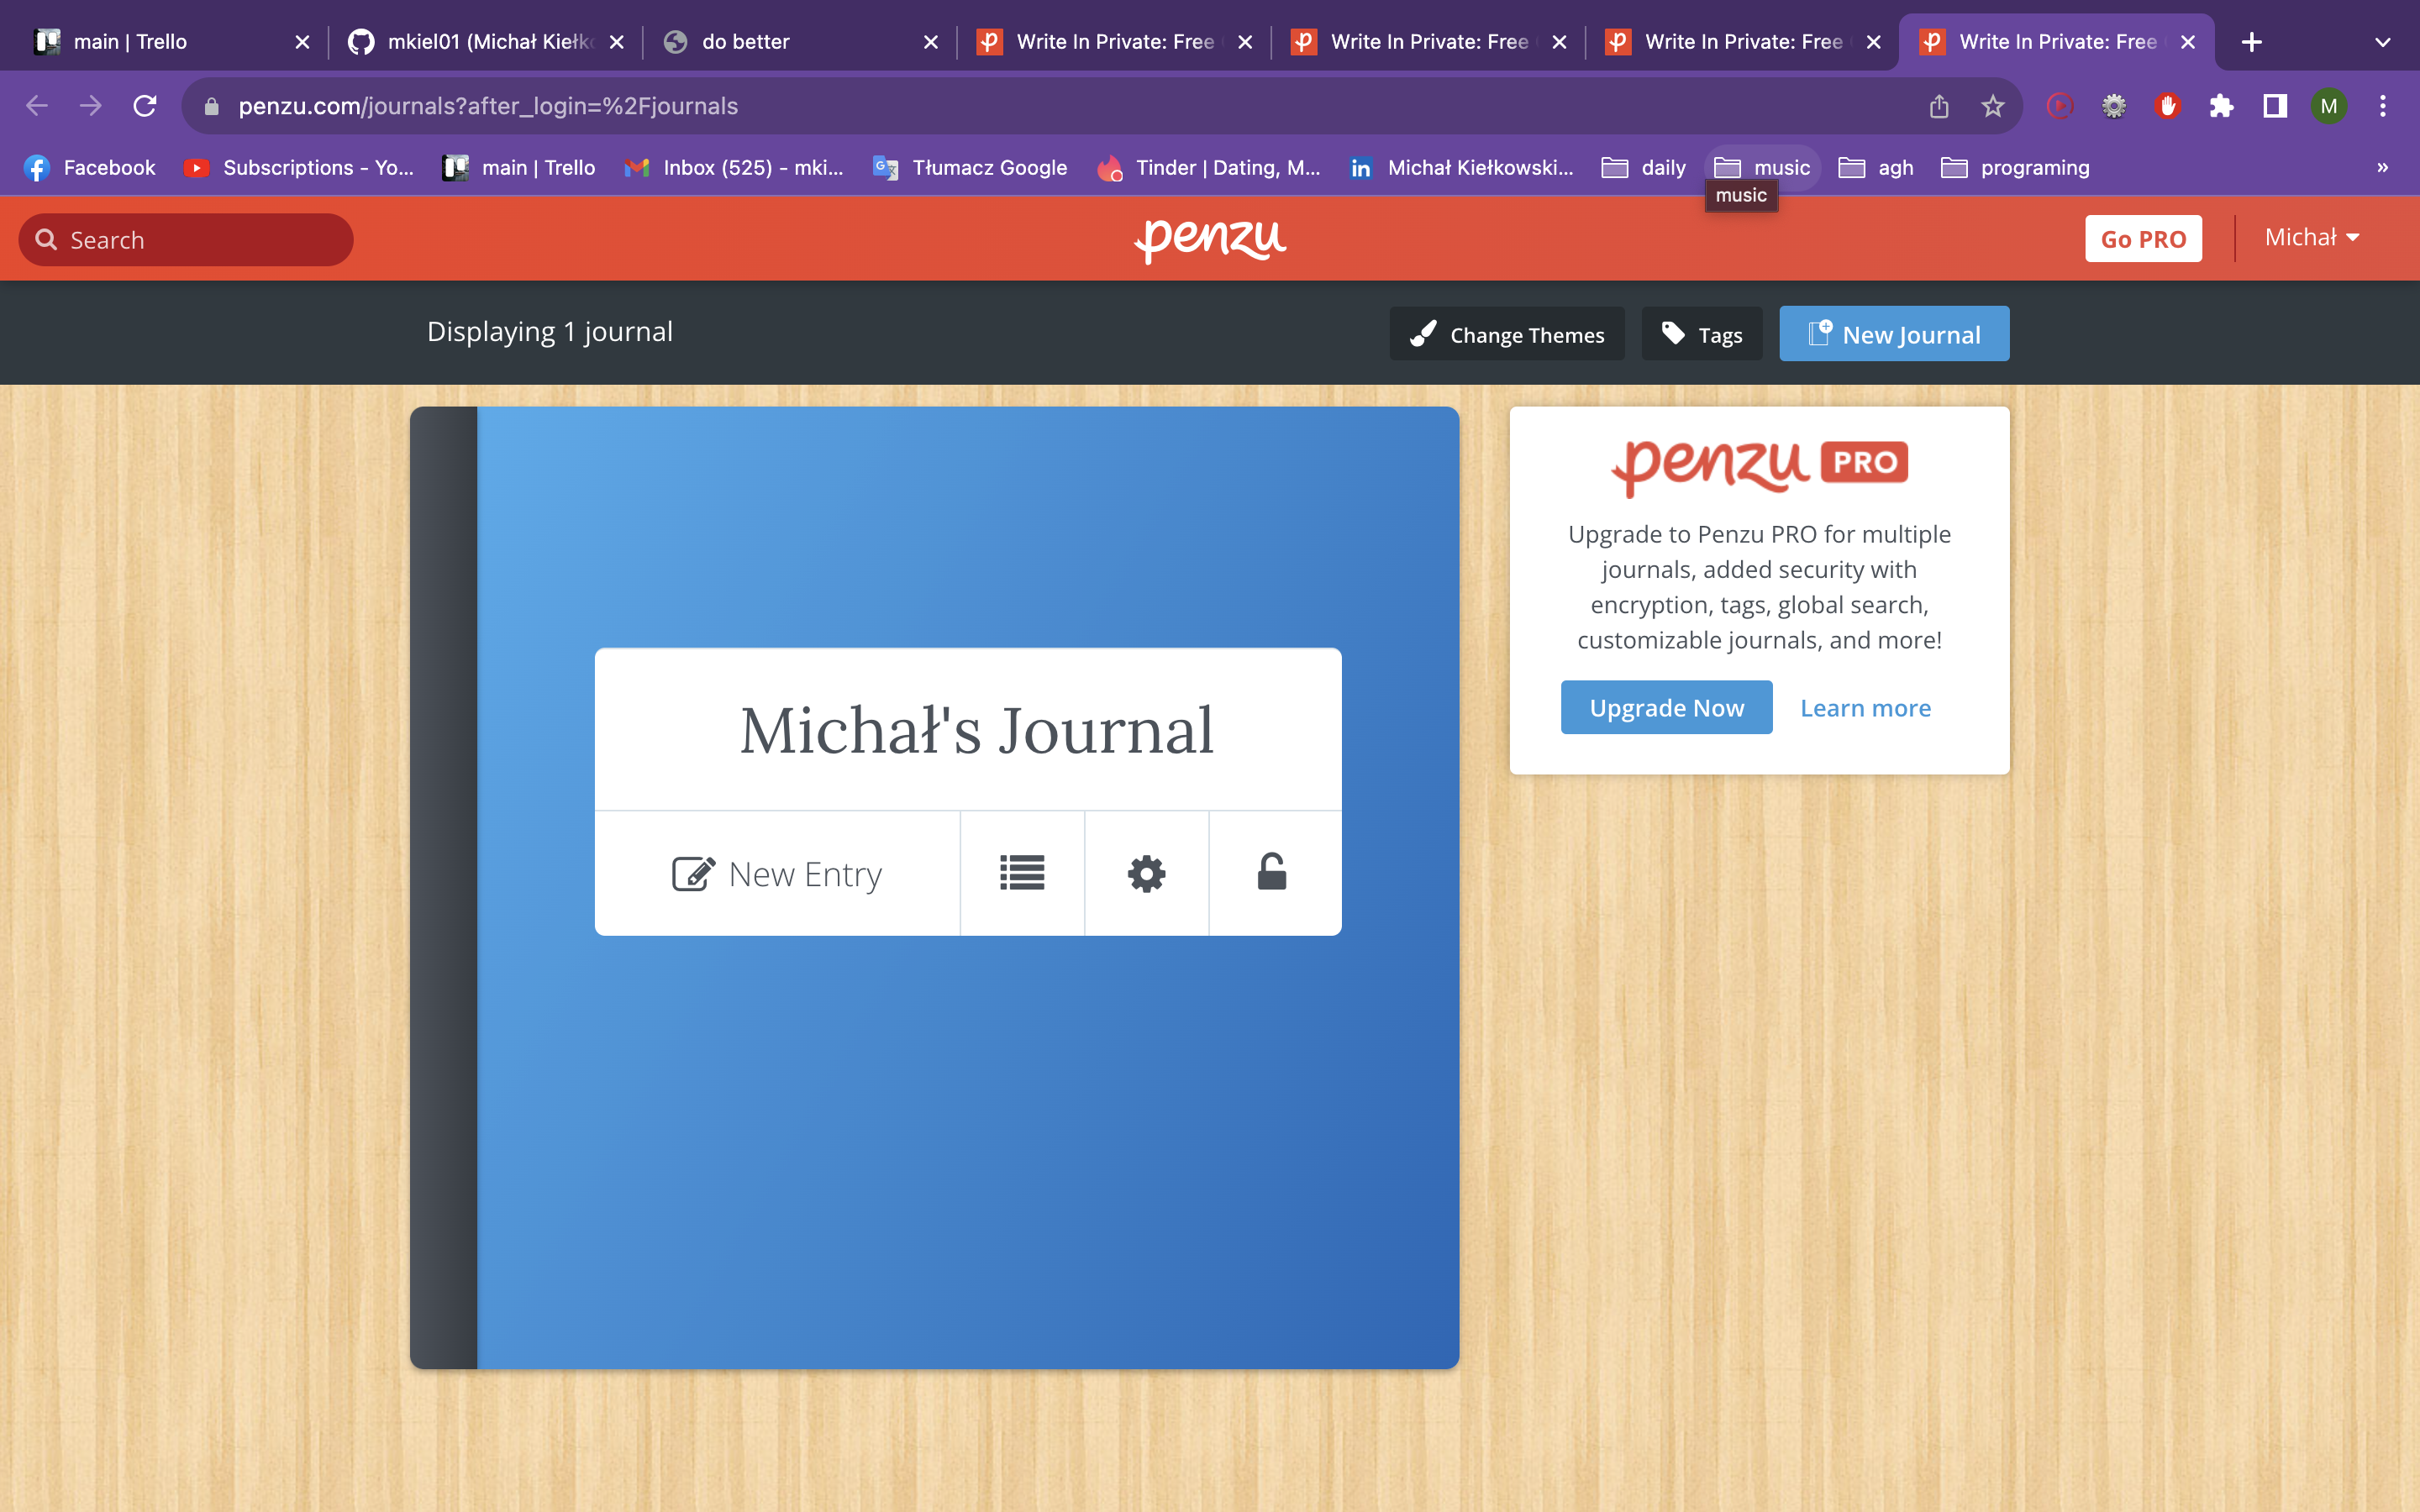 main | Trello
mkiel01 (Michał Kiełko
do better
Write In Private: Free
Write In Private: Free
Write In Private: Free
Write In Private: Free
penzu.com/journals?after_login=%2Fjournals
M
Facebook
Subscriptions - Yo...
main | Trello
Inbox (525) - mki...
Tłumacz Google
Tinder | Dating, M...
Michał Kiełkowski...
daily
music
agh
programing
»
music
Search
penzu
Go PRO
Michał
Displaying 1 journal
Change Themes
Tags
New Journal
penzu PRO
Upgrade to Penzu PRO for multiple
journals, added security with
encryption, tags, global search,
customizable journals, and more!
Upgrade Now
Learn more
Michał's Journal
New Entry